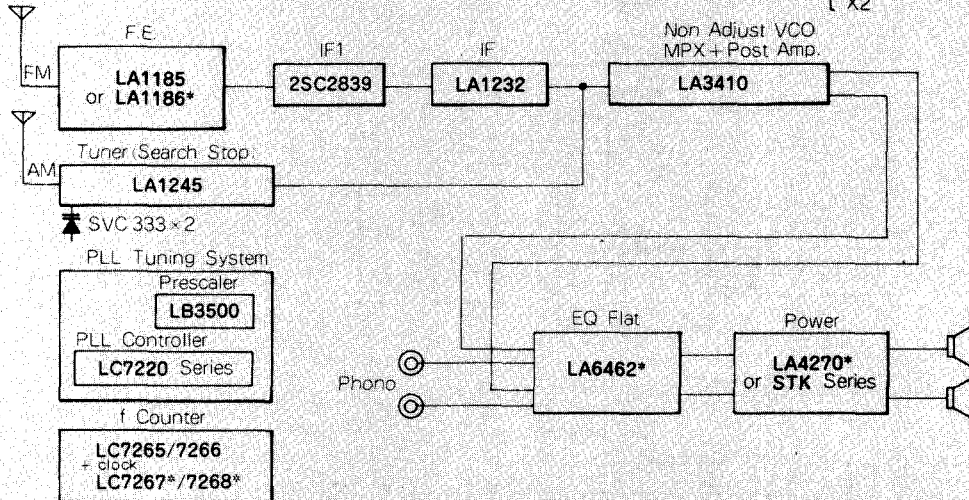 F.E.
FM
LA1185
or LA1186*
IF1
2SC2839
IF
LA1232
Non Adjust VCO
MPX+Post Amp.
LA3410
Tuner (Search Stop)
AM
LA1245
SVC 333×2
PLL Tuning System
Prescaler
LB3500
PLL Controller
LC7220 Series
f Counter
LC7265/7266
+ clock
LC7267*/7268*
Phono
EQ Flat
LA6462*
Power
LA4270*
or STK Series